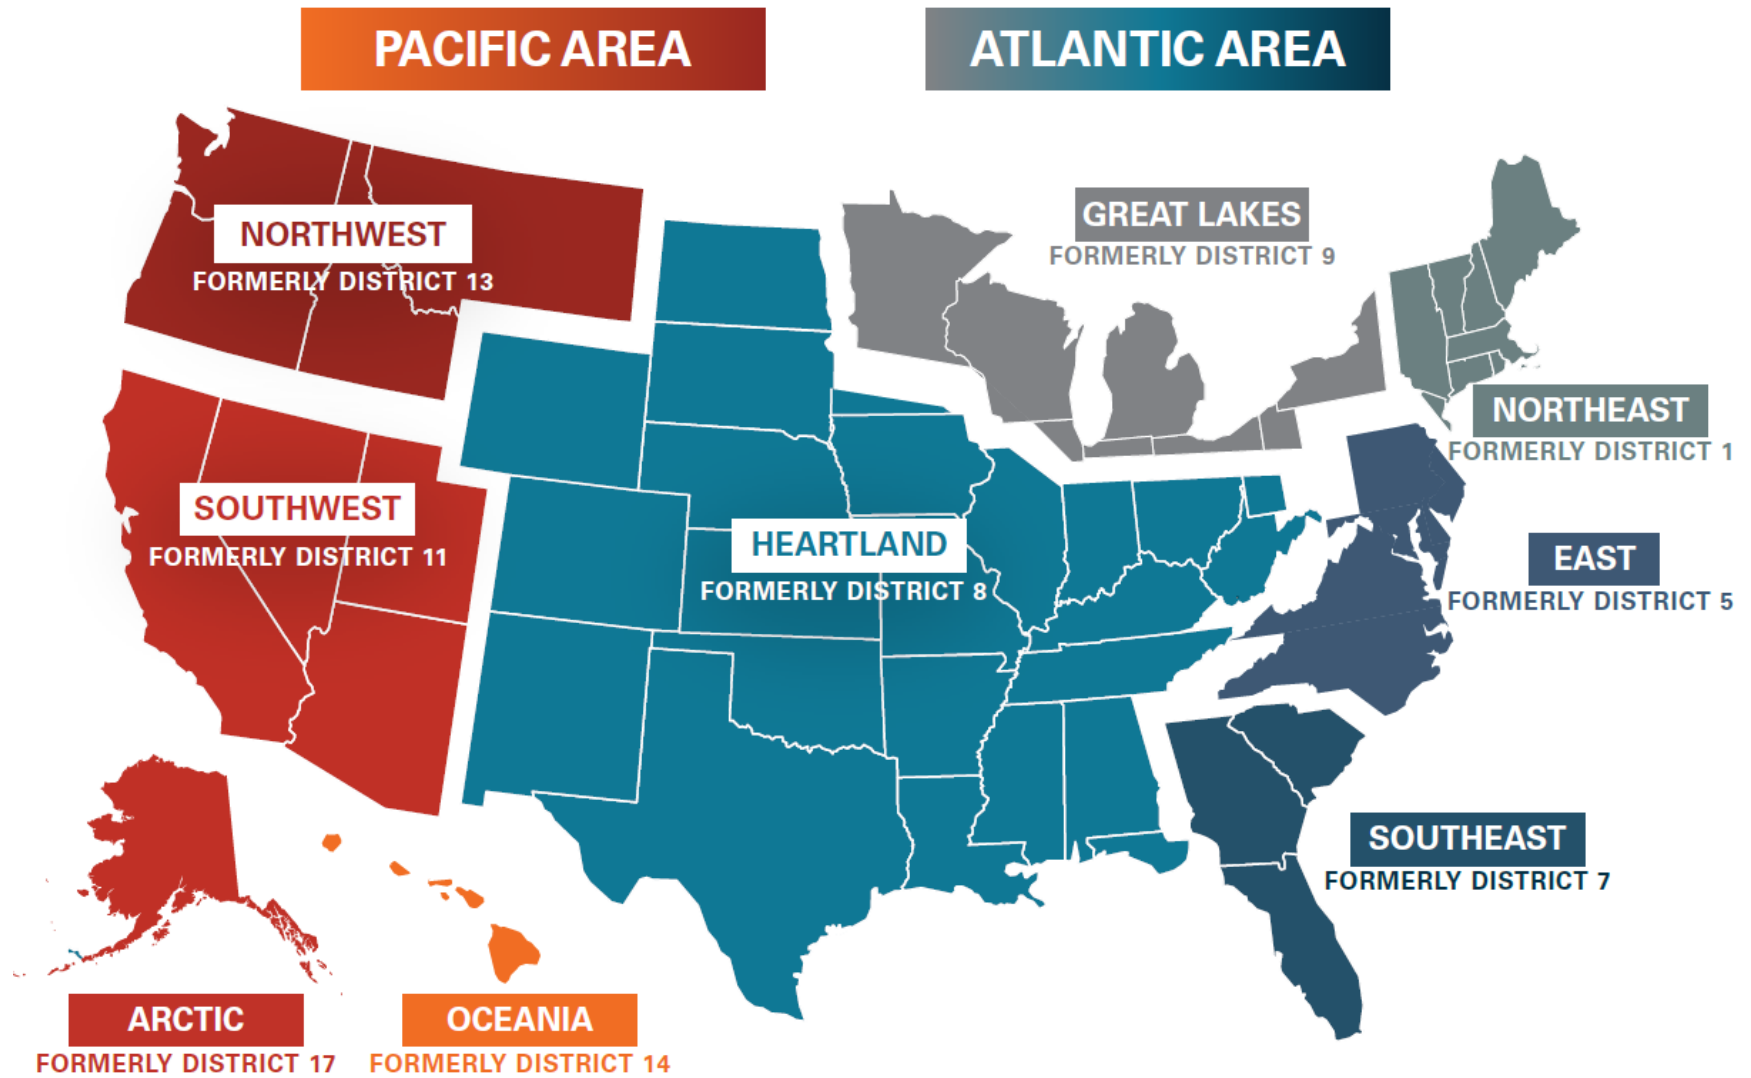 PACIFIC AREA
ATLANTIC AREA
NORTHWEST
FORMERLY DISTRICT 13
GREAT LAKES
FORMERLY DISTRICT 9
NORTHEAST
FORMERLY DISTRICT 1
SOUTHWEST
FORMERLY DISTRICT 11
HEARTLAND
FORMERLY DISTRICT 8
EAST
FORMERLY DISTRICT 5
SOUTHEAST
FORMERLY DISTRICT 7
ARCTIC
FORMERLY DISTRICT 17
OCEANIA
FORMERLY DISTRICT 14